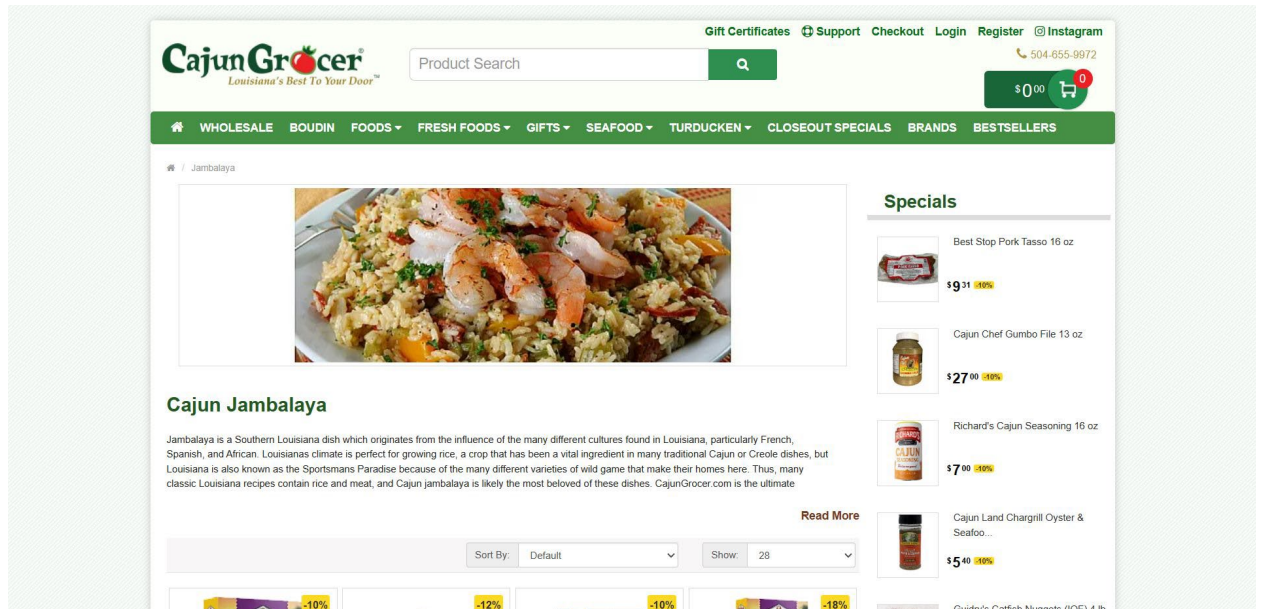 Gift Certificates Support Checkout Login Register Instagram
CajunGrocer®
Louisiana's Best To Your Door™
Product Search
504-655-9972
$0.00
0
WHOLESALE BOUDIN FOODS FRESH FOODS GIFTS SEAFOOD TURDUCKEN CLOSEOUT SPECIALS BRANDS BESTSELLERS
/ Jambalaya
Cajun Jambalaya
Jambalaya is a Southern Louisiana dish which originates from the influence of the many different cultures found in Louisiana, particularly French,
Spanish, and African. Louisianas climate is perfect for growing rice, a crop that has been a vital ingredient in many traditional Cajun or Creole dishes, but
Louisiana is also known as the Sportsmans Paradise because of the many different varieties of wild game that make their homes here. Thus, many
classic Louisiana recipes contain rice and meat, and Cajun jambalaya is likely the most beloved of these dishes. CajunGrocer.com is the ultimate
Read More
Sort By: Default Show: 28
-10% -12% -10% -18%
Specials
Best Stop Pork Tasso 16 oz
$9 31 -10%
Cajun Chef Gumbo File 13 oz
$27 00 -10%
Richard's Cajun Seasoning 16 oz
RICHARD'S
CAJUN
$7 00 -10%
Cajun Land Chargrill Oyster &
Seafoo...
$5 40 -10%
Guidry's Catfish Nuggets (IQF) 4 lb